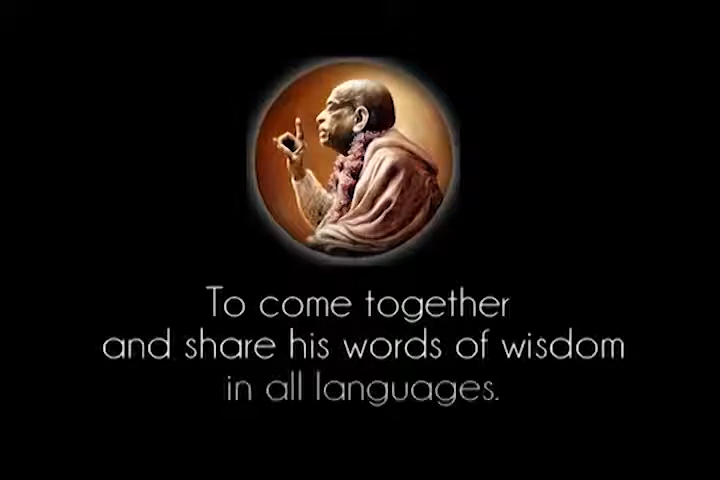 To come together
and share his words of wisdom
in all languages.